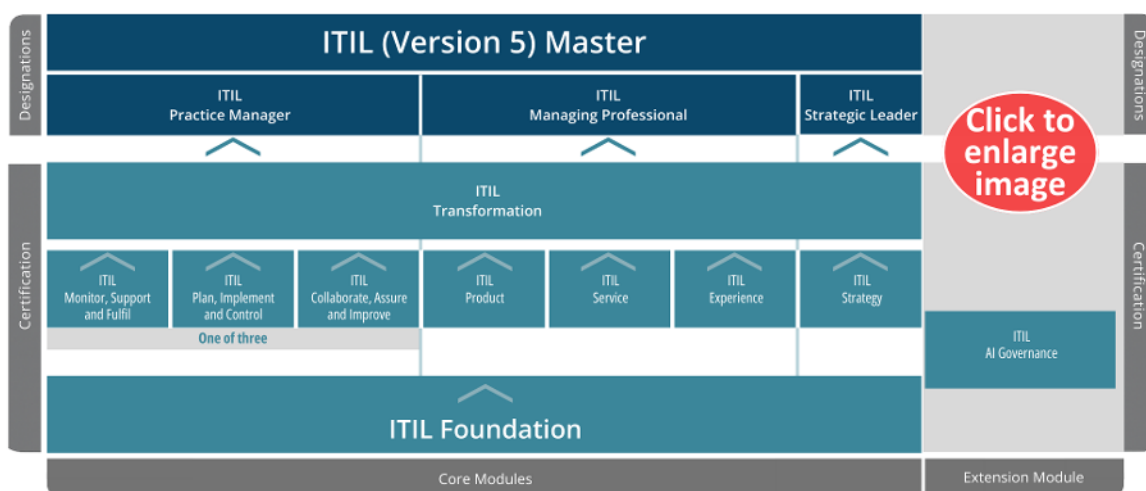 Designations
ITIL (Version 5) Master
ITIL
Practice Manager
ITIL
Managing Professional
ITIL
Strategic Leader
Designations
Click to
enlarge
image
Certification
ITIL
Transformation
ITIL
Monitor, Support
and Fulfil
ITIL
Plan, Implement
and Control
ITIL
Collaborate, Assure
and Improve
ITIL
Product
ITIL
Service
ITIL
Experience
ITIL
Strategy
One of three
ITIL
AI Governance
Certification
ITIL Foundation
Core Modules
Extension Module